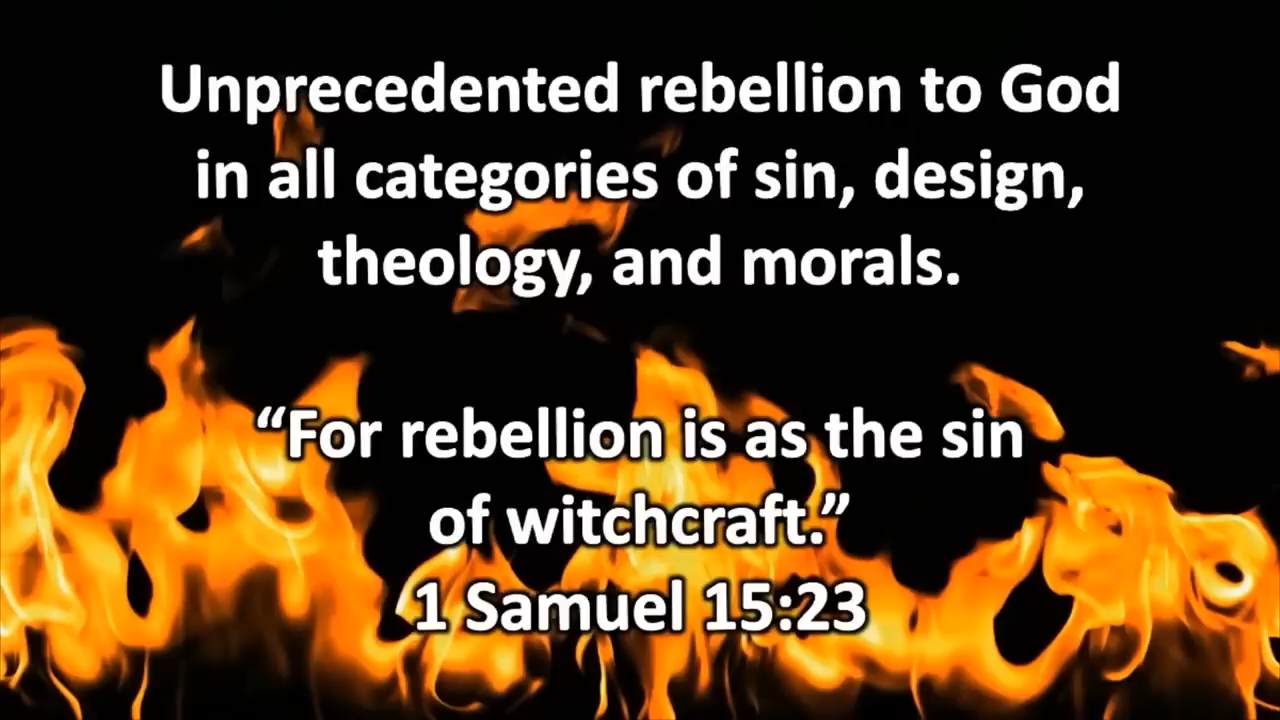 Unprecedented rebellion to God
in all categories of sin, design,
theology, and morals.
“For rebellion is as the sin
of witchcraft.”
1 Samuel 15:23